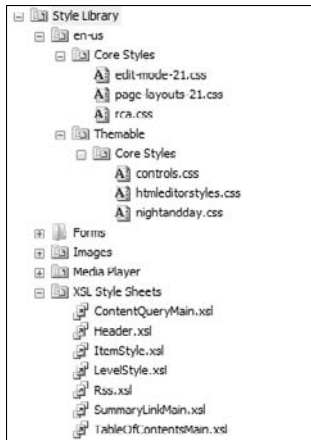 Style Library
en-us
Core Styles
edit-mode-21.css
page-layouts-21.css
rca.css
Themable
Core Styles
controls.css
htmleditorstyles.css
nightandday.css
Forms
Images
Media Player
XSL Style Sheets
ContentQueryMain.xsl
Header.xsl
ItemStyle.xsl
LevelStyle.xsl
Rss.xsl
SummaryLinkMain.xsl
TableOfContentsMain.xsl